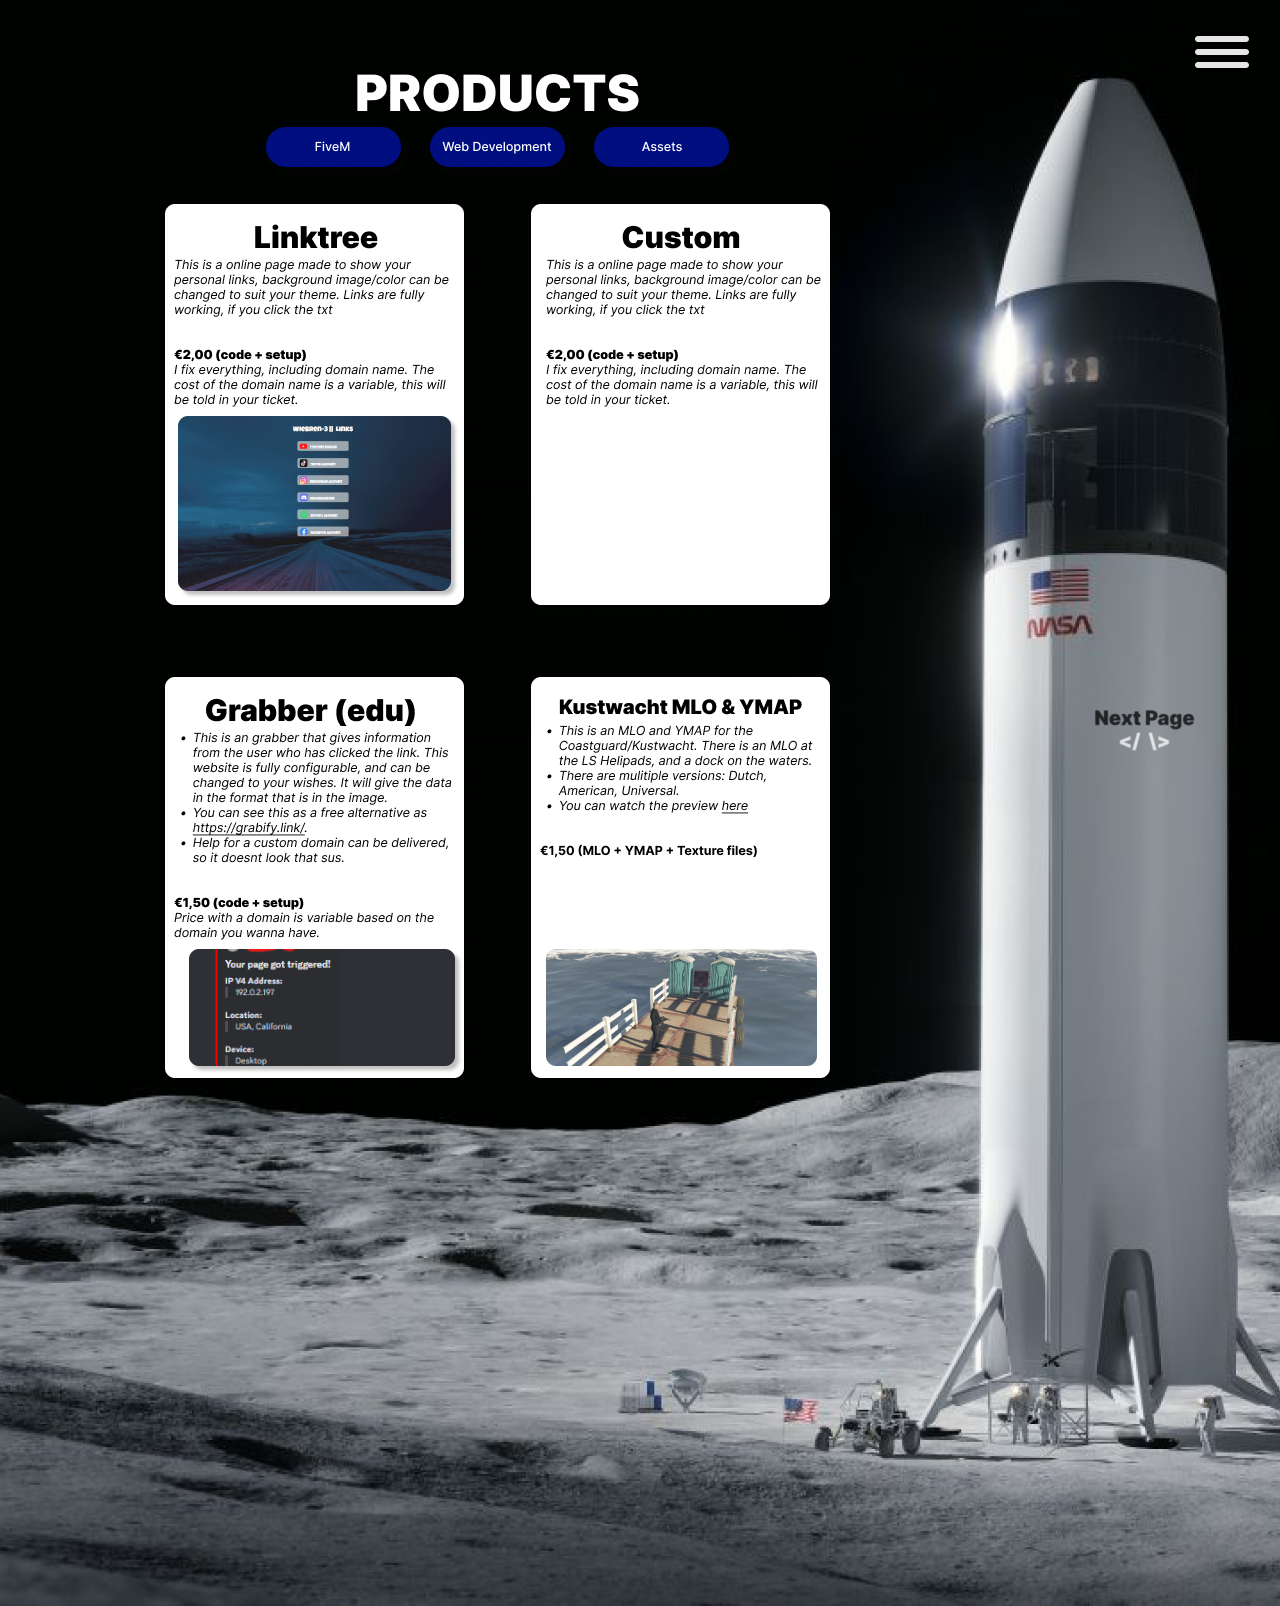 PRODUCTS
FiveM
Web Development
Assets
Linktree
This is a online page made to show your
personal links, background image/color can be
changed to suit your theme. Links are fully
working, if you click the txt
€2,00 (code + setup)
I fix everything, including domain name. The
cost of the domain name is a variable, this will
be told in your ticket.
WIEBREN-3 || LINKS
Custom
This is a online page made to show your
personal links, background image/color can be
changed to suit your theme. Links are fully
working, if you click the txt
€2,00 (code + setup)
I fix everything, including domain name. The
cost of the domain name is a variable, this will
be told in your ticket.
NASA
Next Page
</ \>
Grabber (edu)
• This is an grabber that gives information
from the user who has clicked the link. This
website is fully configurable, and can be
changed to your wishes. It will give the data
in the format that is in the image.
• You can see this as a free alternative as
https://grabify.link/.
• Help for a custom domain can be delivered,
so it doesnt look that sus.
€1,50 (code + setup)
Price with a domain is variable based on the
domain you wanna have.
Your page got triggered!
IP V4 Address:
192.0.2.197
Location:
USA, California
Device:
Desktop
Kustwacht MLO & YMAP
• This is an MLO and YMAP for the
Coastguard/Kustwacht. There is an MLO at
the LS Helipads, and a dock on the waters.
• There are mulitiple versions: Dutch,
American, Universal.
• You can watch the preview here
€1,50 (MLO + YMAP + Texture files)